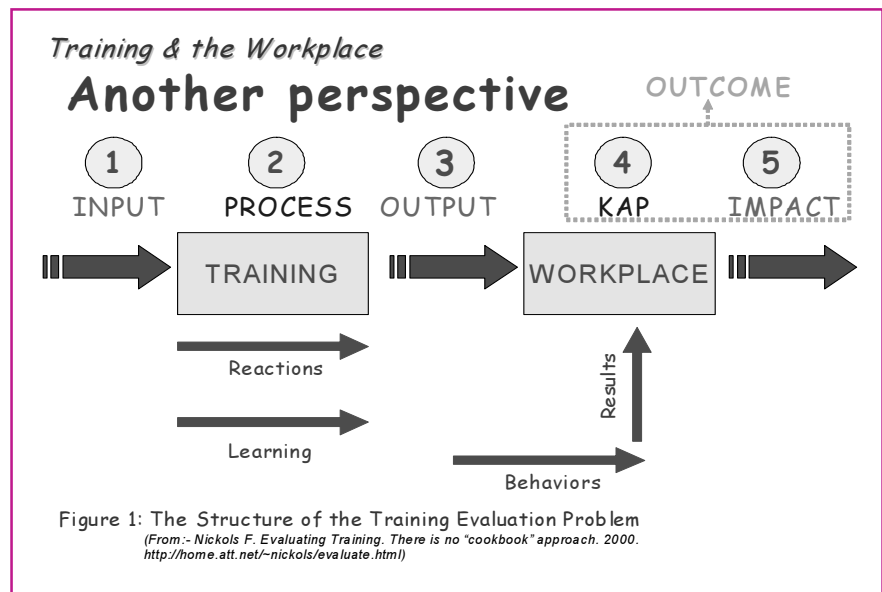 Training & the Workplace
Another perspective
OUTCOME
1 2 3 4 5
INPUT PROCESS OUTPUT KAP IMPACT
TRAINING WORKPLACE
Reactions
Results
Learning
Behaviors
Figure 1: The Structure of the Training Evaluation Problem
(From:- Nickols F. Evaluating Training. There is no “cookbook” approach. 2000.
http://home.att.net/~nickols/evaluate.html)